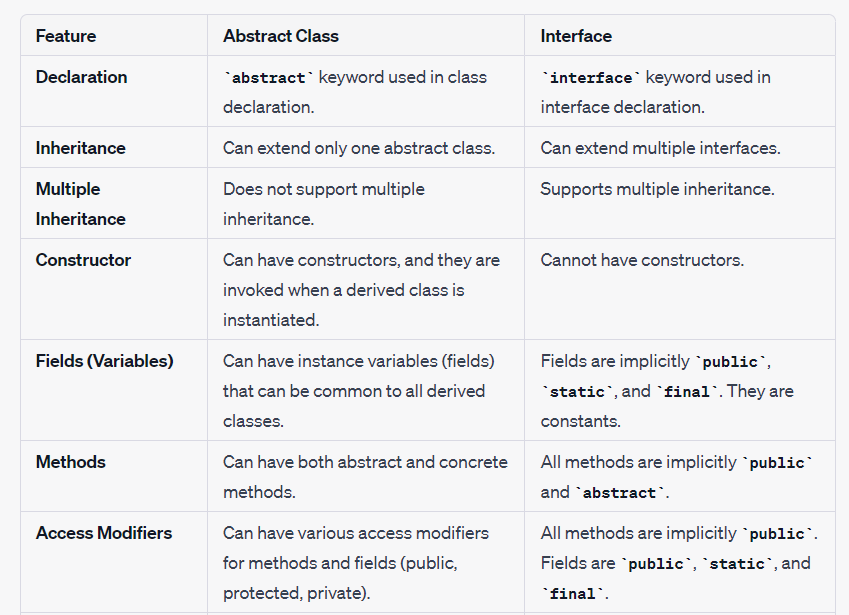 Feature Abstract Class Interface
Declaration `abstract` keyword used in class `interface` keyword used in
declaration. interface declaration.
Inheritance Can extend only one abstract class. Can extend multiple interfaces.
Multiple Does not support multiple Supports multiple inheritance.
Inheritance inheritance.
Constructor Can have constructors, and they are Cannot have constructors.
invoked when a derived class is
instantiated.
Fields (Variables) Can have instance variables (fields) Fields are implicitly `public`,
that can be common to all derived `static`, and `final`. They are
classes. constants.
Methods Can have both abstract and concrete All methods are implicitly `public`
methods. and `abstract`.
Access Modifiers Can have various access modifiers All methods are implicitly `public`.
for methods and fields (public, Fields are `public`, `static`, and
protected, private). `final`.